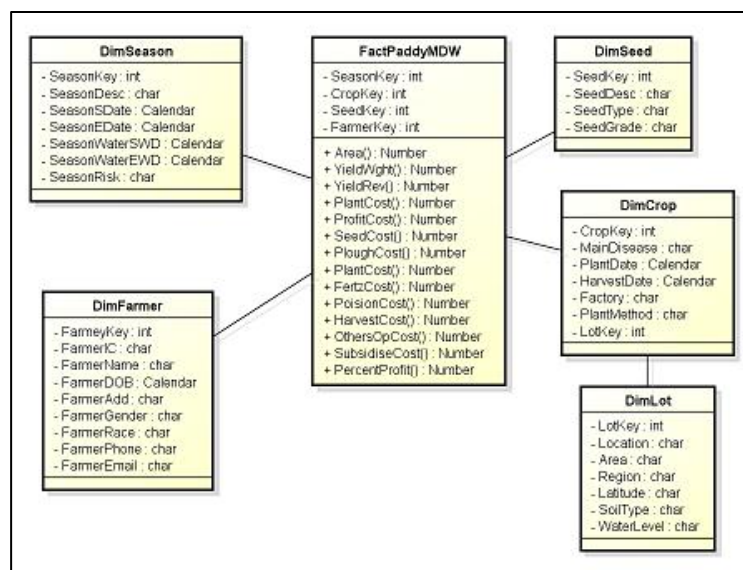 DimSeason
- SeasonKey : int
- SeasonDesc : char
- SeasonSDate : Calendar
- SeasonEDate : Calendar
- SeasonWaterSWD : Calendar
- SeasonWaterEWD : Calendar
- SeasonRisk : char
FactPaddyMDW
- SeasonKey : int
- CropKey : int
- SeedKey : int
- FarmerKey : int
+ Area() : Number
+ YieldWght() : Number
+ YieldRev() : Number
+ PlantCost() : Number
+ ProfitCost() : Number
+ SeedCost() : Number
+ PloughCost() : Number
+ PlantCost() : Number
+ FertzCost() : Number
+ PoisionCost() : Number
+ HarvestCost() : Number
+ OthersOpCost() : Number
+ SubsidiseCost() : Number
+ PercentProfit() : Number
DimSeed
- SeedKey : int
- SeedDesc : char
- SeedType : char
- SeedGrade : char
DimCrop
- CropKey : int
- MainDisease : char
- PlantDate : Calendar
- HarvestDate : Calendar
- Factory : char
- PlantMethod : char
- LotKey : int
DimFarmer
- FarmeyKey : int
- FarmerIC : char
- FarmerName : char
- FarmerDOB : Calendar
- FarmerAdd : char
- FarmerGender : char
- FarmerRace : char
- FarmerPhone : char
- FarmerEmail : char
DimLot
- LotKey : int
- Location : char
- Area : char
- Region : char
- Latitude : char
- SoilType : char
- WaterLevel : char